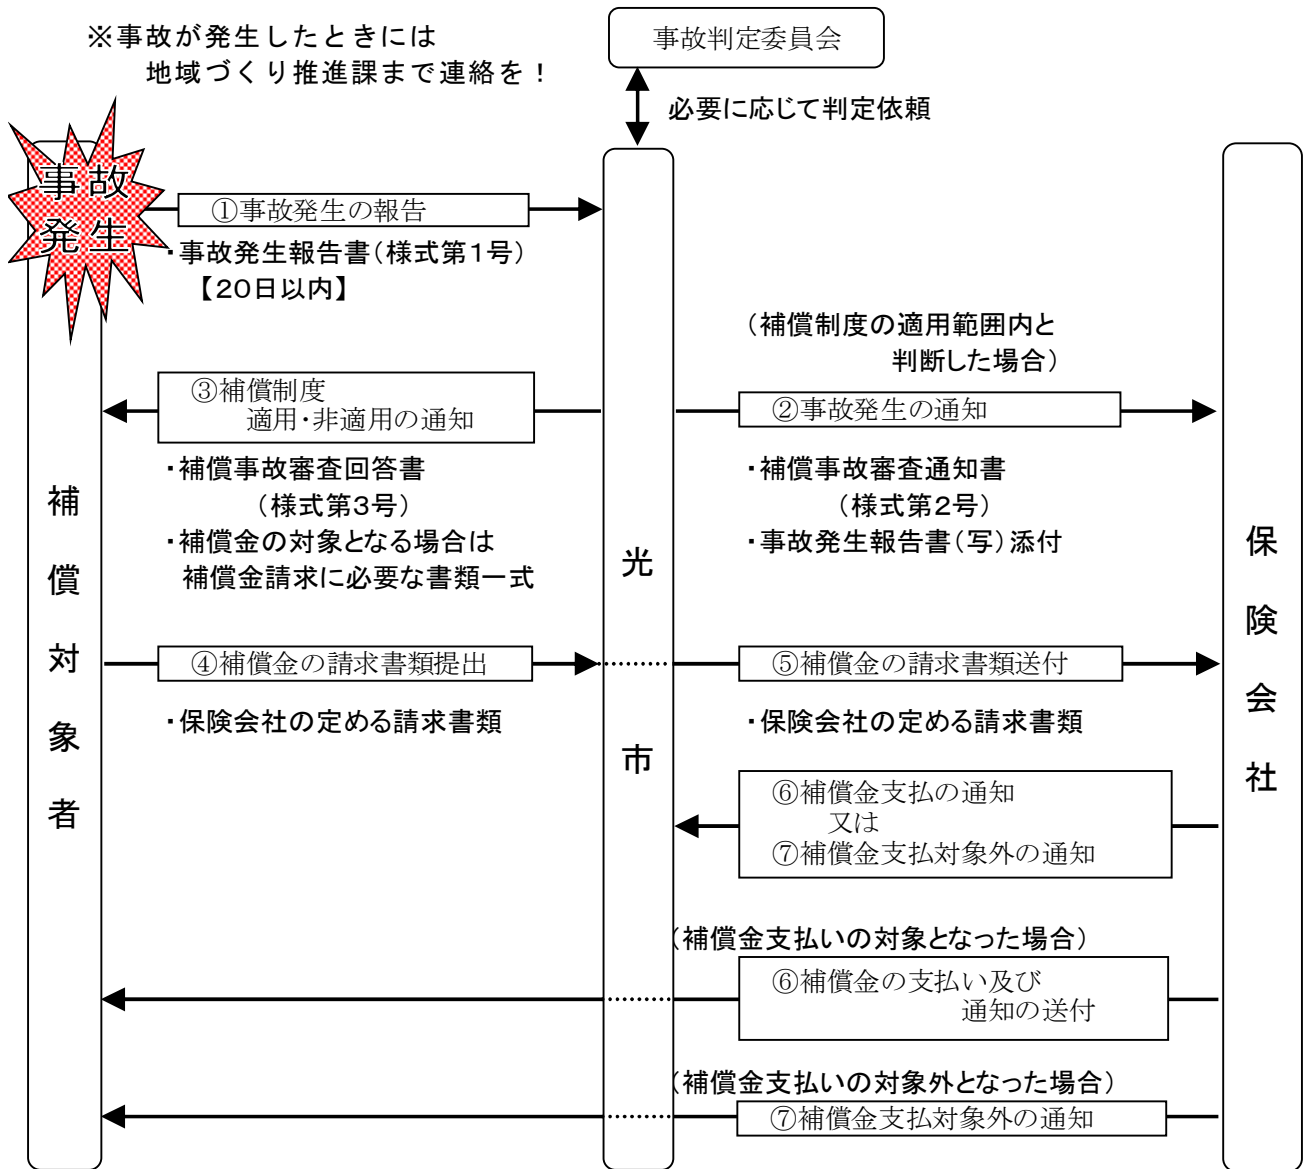 ※事故が発生したときには
地域づくり推進課まで連絡を！
事故判定委員会
必要に応じて判定依頼
事故
発生
①事故発生の報告
・事故発生報告書（様式第１号）
【２０日以内】
（補償制度の適用範囲内と
判断した場合）
③補償制度
適用・非適用の通知
②事故発生の通知
・補償事故審査回答書
（様式第３号）
・補償金の対象となる場合は
補償金請求に必要な書類一式
・補償事故審査通知書
（様式第２号）
・事故発生報告書（写）添付
補償対象者
光市
保険会社
④補償金の請求書類提出
⑤補償金の請求書類送付
・保険会社の定める請求書類
・保険会社の定める請求書類
⑥補償金支払の通知
又は
⑦補償金支払対象外の通知
（補償金支払いの対象となった場合）
⑥補償金の支払い及び
通知の送付
（補償金支払いの対象外となった場合）
⑦補償金支払対象外の通知